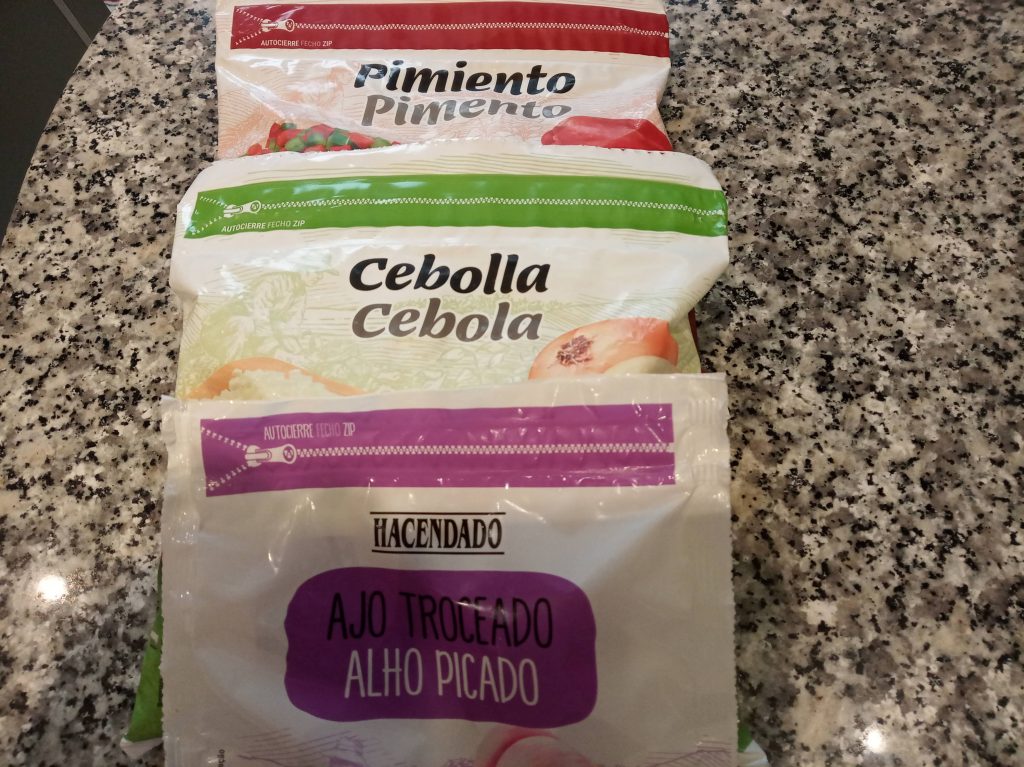 AUTOCIERRE FECHO ZIP
Pimiento
Pimento
AUTOCIERRE FECHO ZIP
Cebolla
Cebola
AUTOCIERRE FECHO ZIP
HACENDADO
AJO TROCEADO
ALHO PICADO